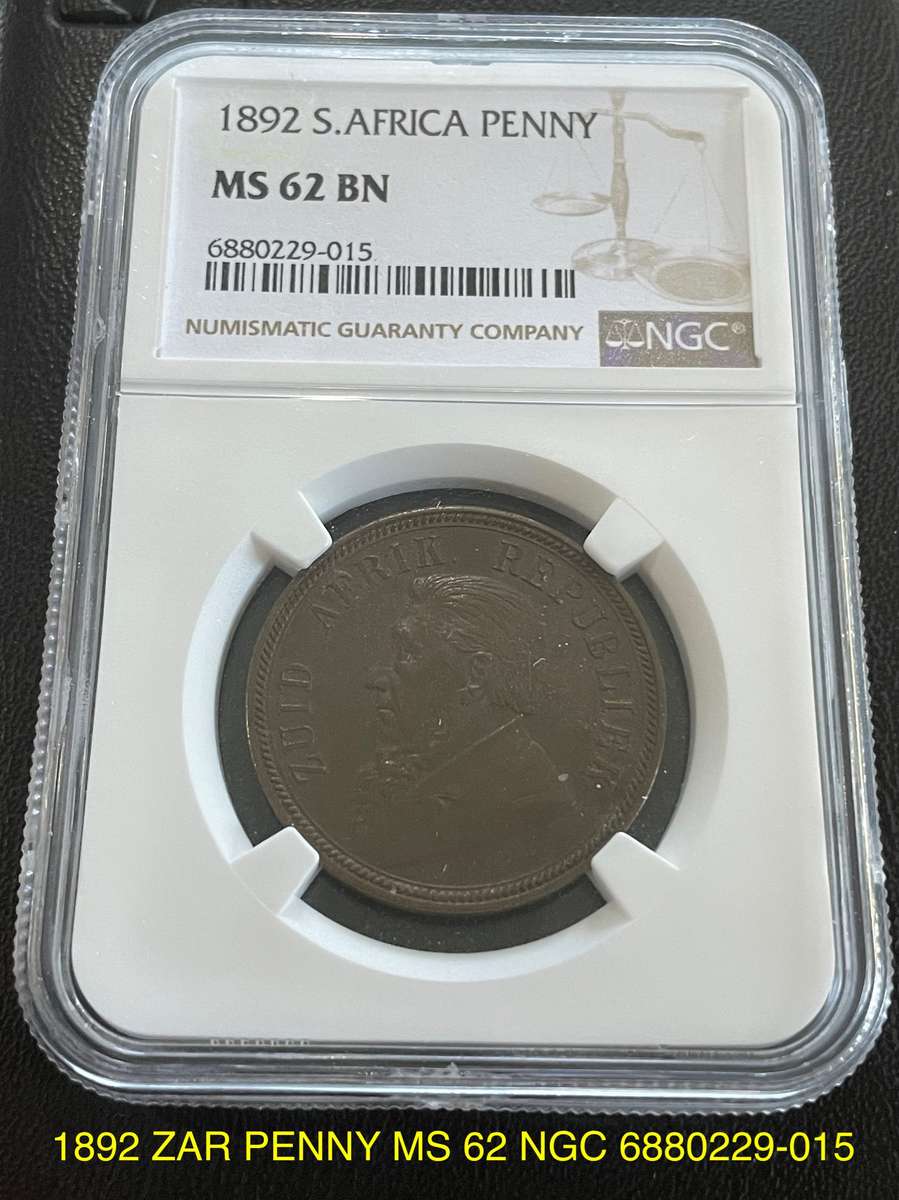 1892 S.AFRICA PENNY
MS 62 BN
6880229-015
NUMISMATIC GUARANTY COMPANY
NGC®
ZUID AFRIK REPUBLIEK
1892 ZAR PENNY MS 62 NGC 6880229-015